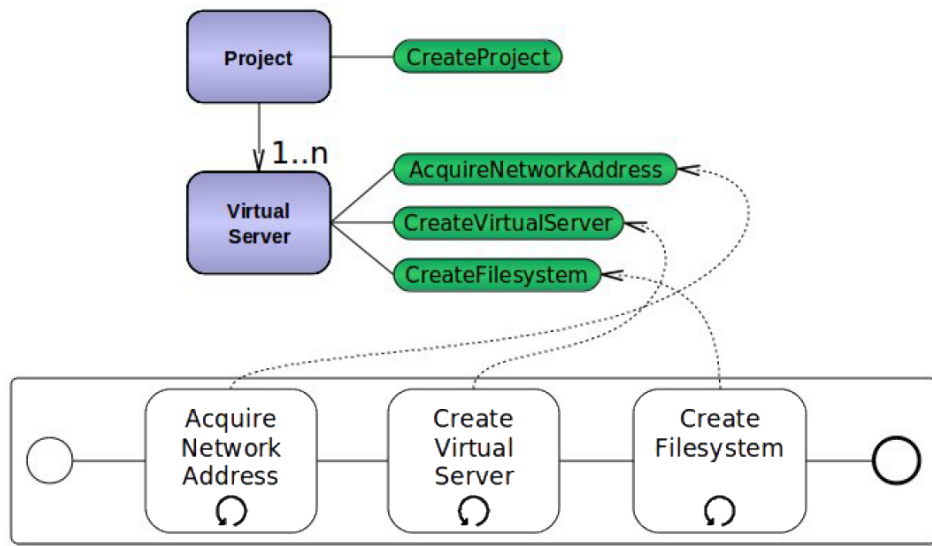 Project
CreateProject
1..n
Virtual
Server
AcquireNetworkAddress
CreateVirtualServer
CreateFilesystem
Acquire
Network
Address
Create
Virtual
Server
Create
Filesystem